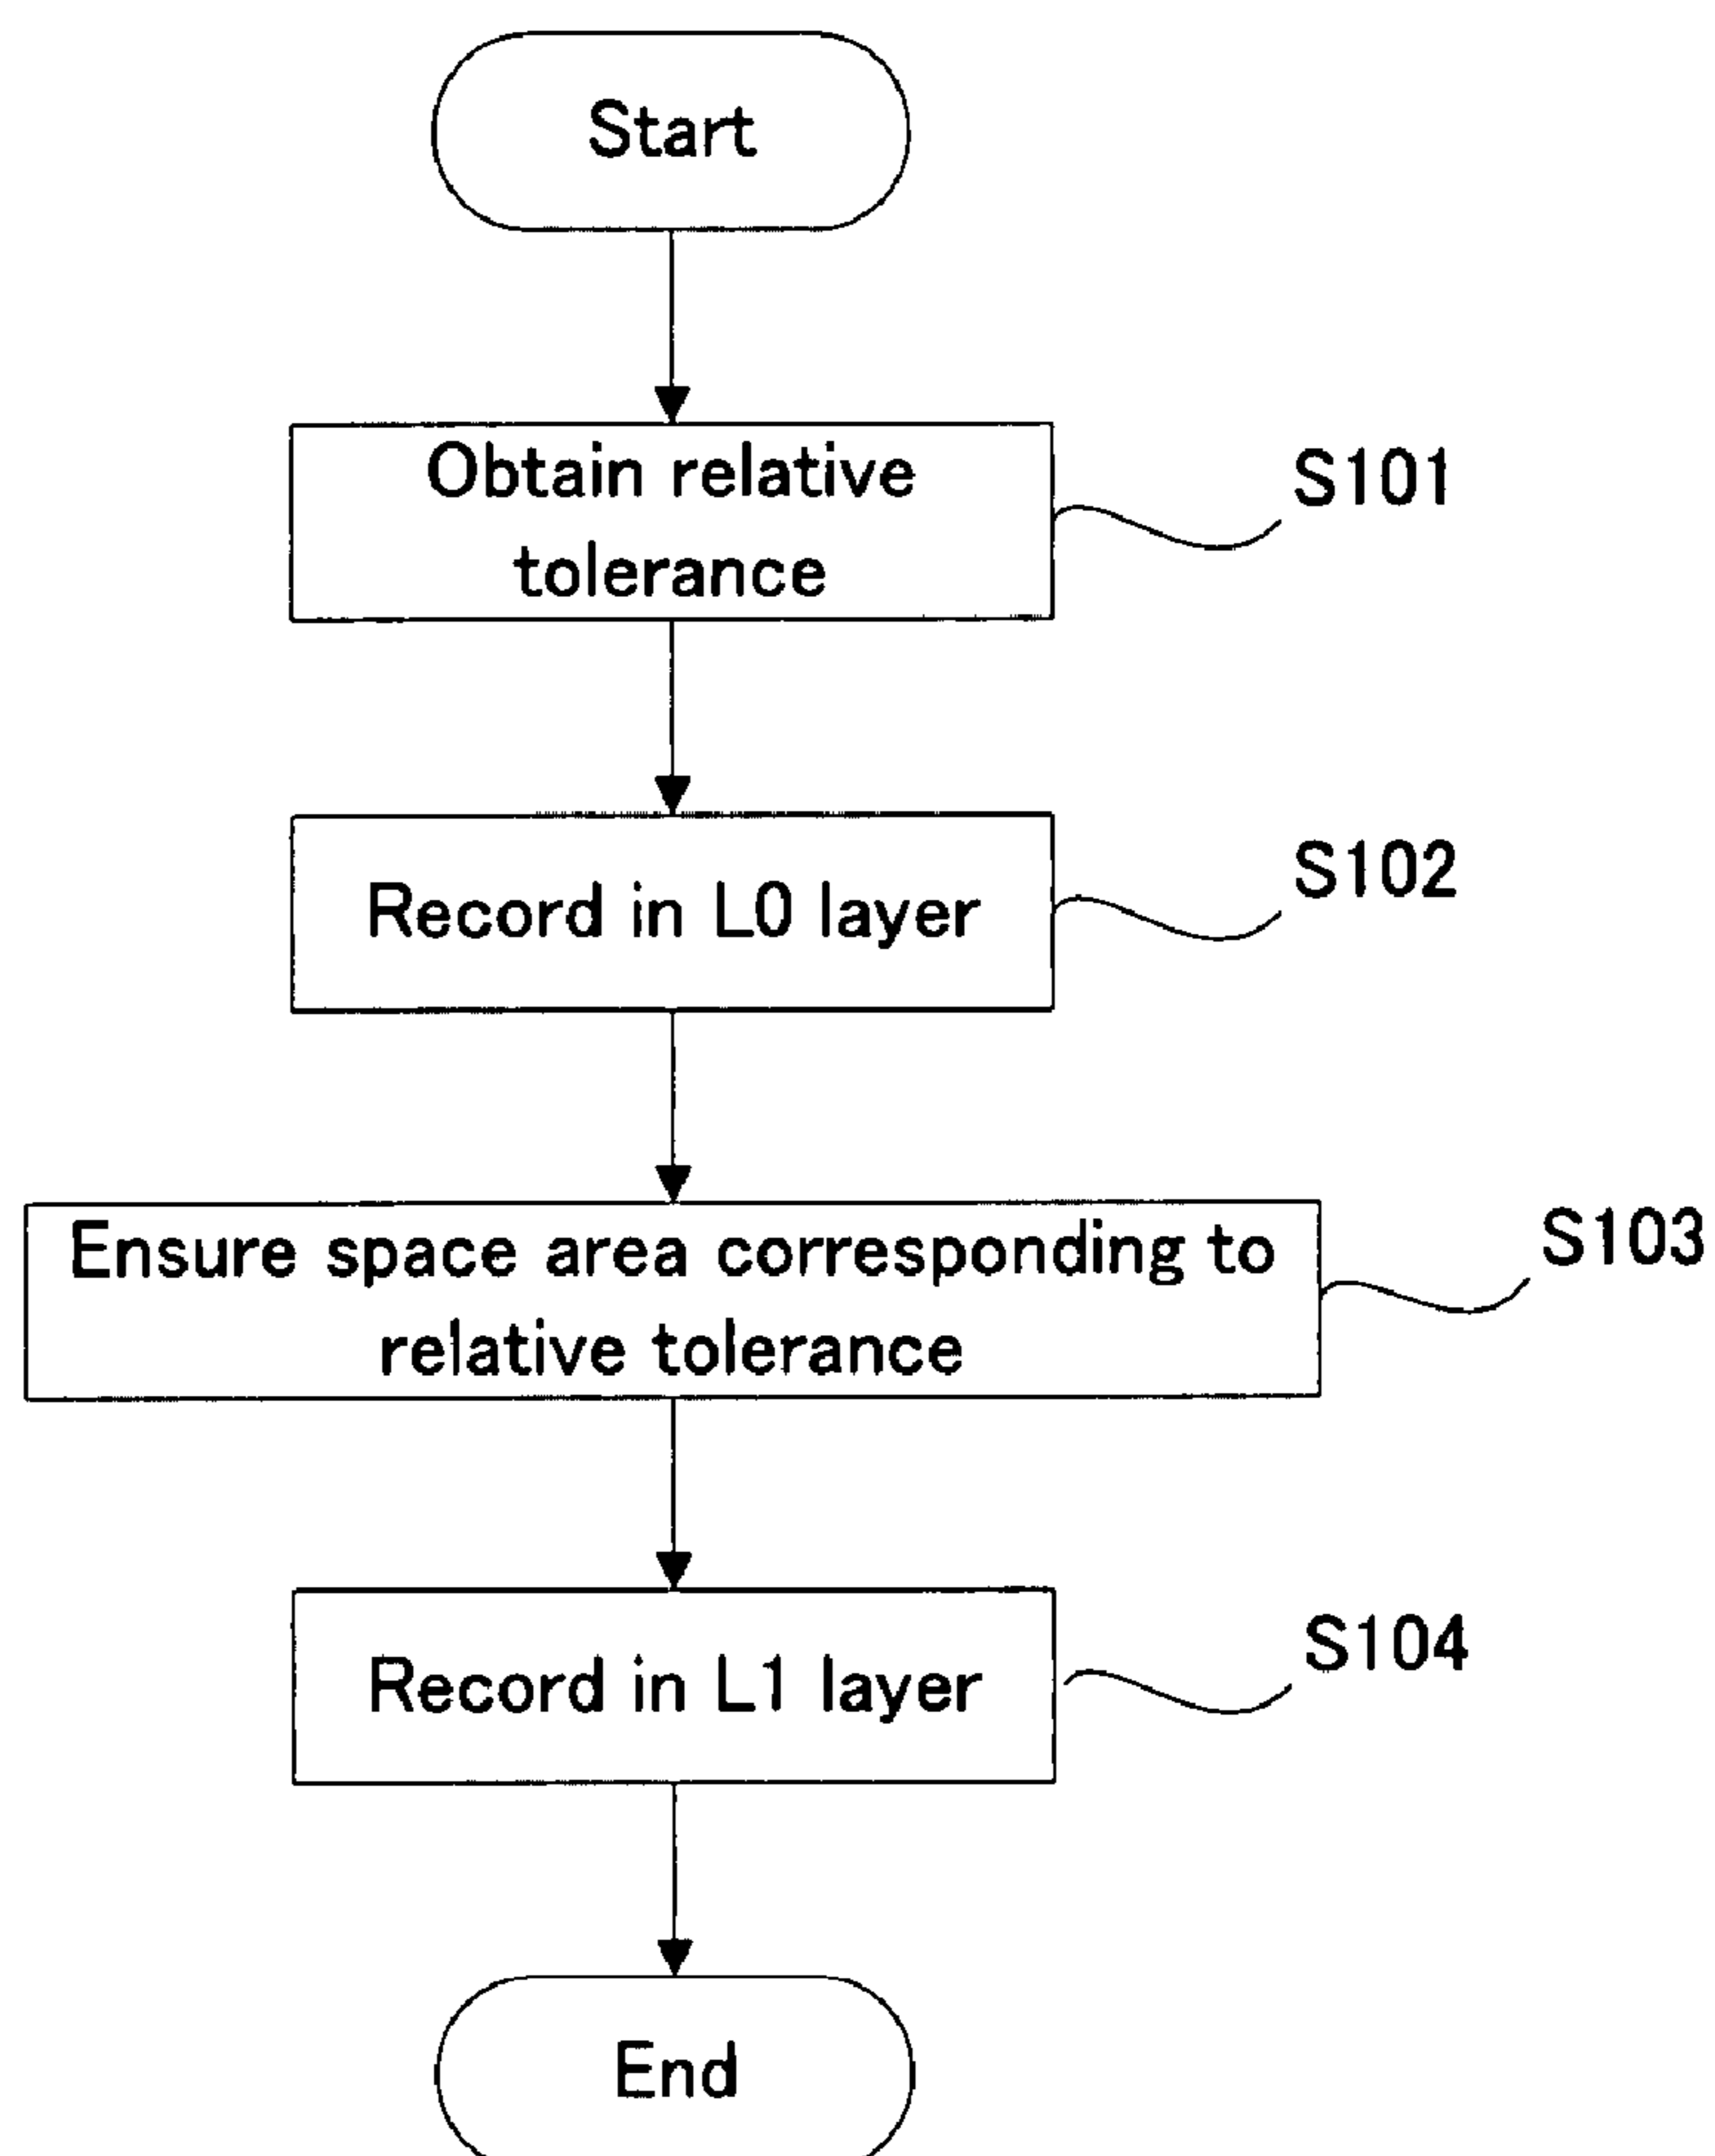 Start
Obtain relative
tolerance
S101
Record in L0 layer
S102
Ensure space area corresponding to
relative tolerance
S103
Record in L1 layer
S104
End